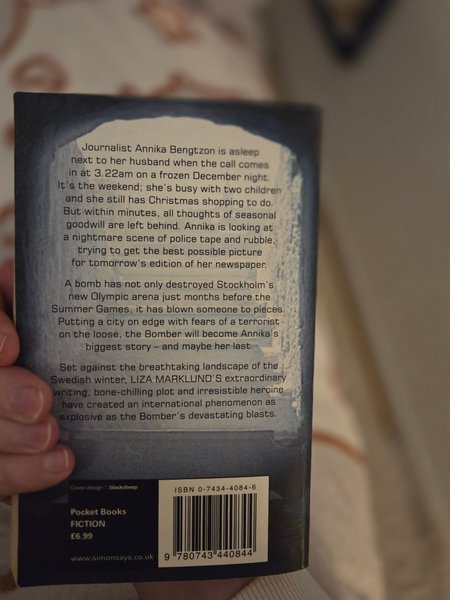 Journalist Annika Bengtzon is asleep
next to her husband when the call comes
in at 3.22am on a frozen December night.
It's the weekend; she's busy with two children
and she still has Christmas shopping to do.
But within minutes, all thoughts of seasonal
goodwill are left behind. Annika is looking at
a nightmare scene of police tape and rubble,
trying to get the best possible picture
for tomorrow's edition of her newspaper.
A bomb has not only destroyed Stockholm's
new Olympic arena just months before the
Summer Games, it has blown someone to pieces.
Putting a city on edge with fears of a terrorist
on the loose, the Bomber will become Annika's
biggest story – and maybe her last.
Set against the breathtaking landscape of the
Swedish winter, LIZA MARKLUND'S extraordinary
writing, bone-chilling plot and irresistible heroine
have created an international phenomenon as
explosive as the Bomber's devastating blasts.
Cover design blacksheep
ISBN 0-7434-4084-6
Pocket Books
FICTION
£6.99
www.simonsays.co.uk
9 780743 440844